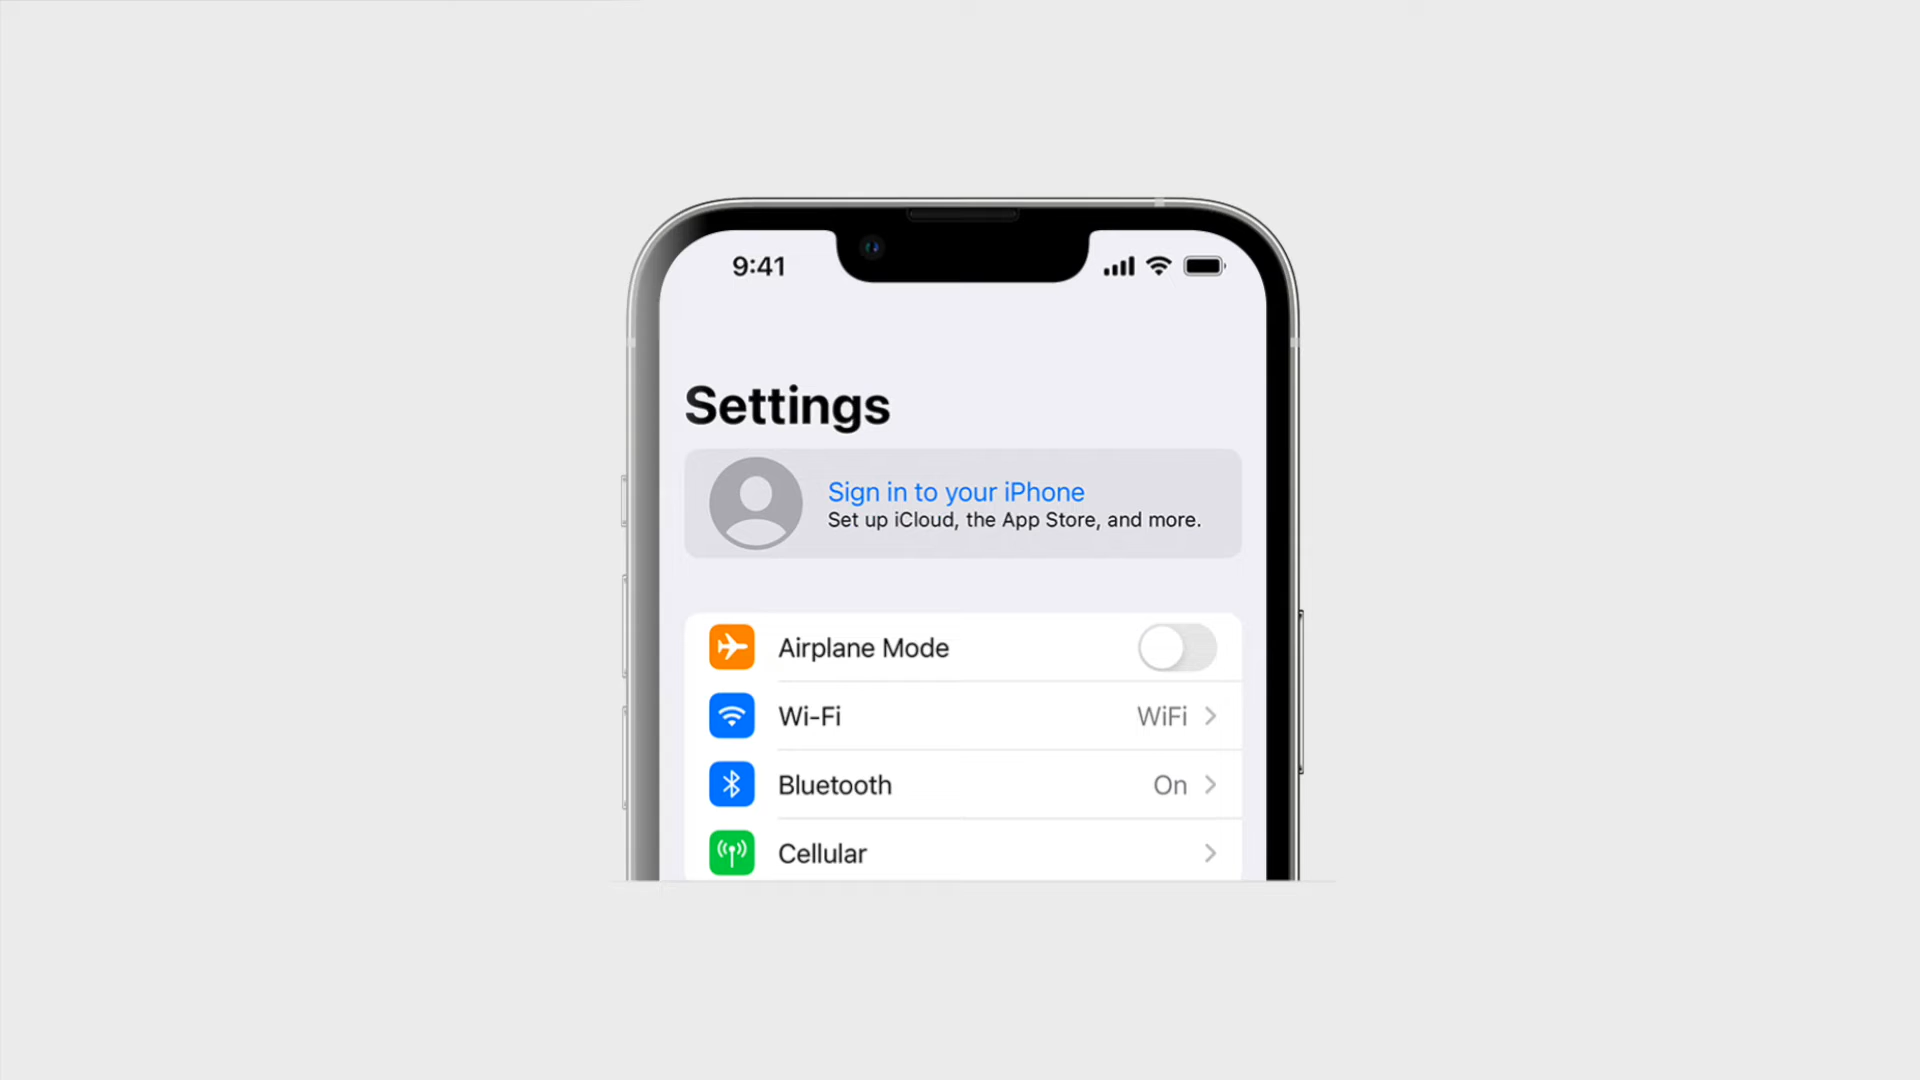 9:41
Settings
Sign in to your iPhone
Set up iCloud, the App Store, and more.
Airplane Mode
Wi-Fi WiFi
Bluetooth On
Cellular